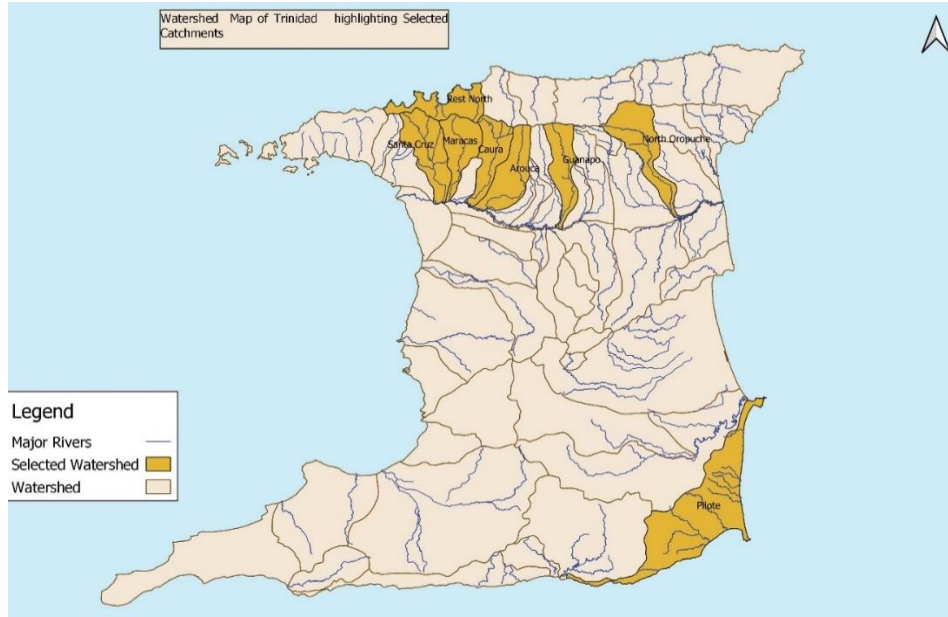 Watershed Map of Trinidad highlighting Selected
Catchments
Rest North
Santa Cruz
Maracas
Caura
Arouca
Guanapo
North Oropuche
Pilote
Legend
Major Rivers
Selected Watershed
Watershed